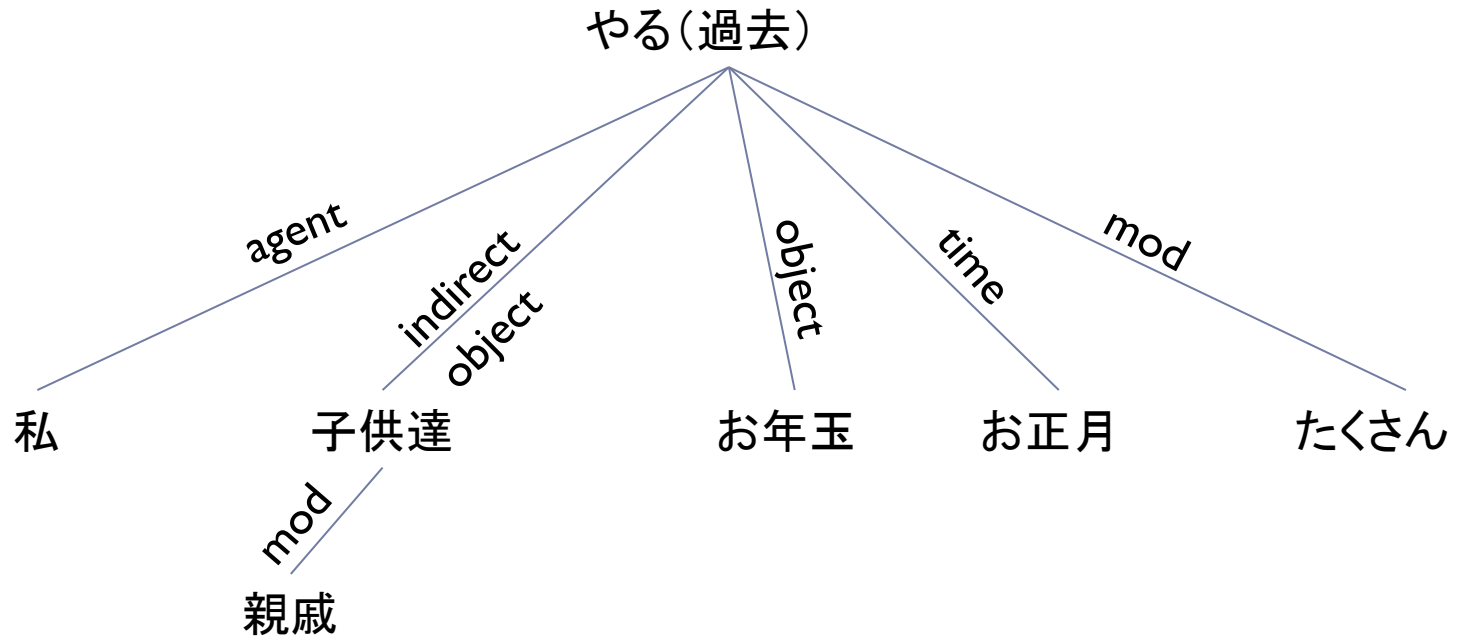 やる(過去)
agent
indirect
object
object
time
mod
私
子供達
お年玉
お正月
たくさん
mod
親戚